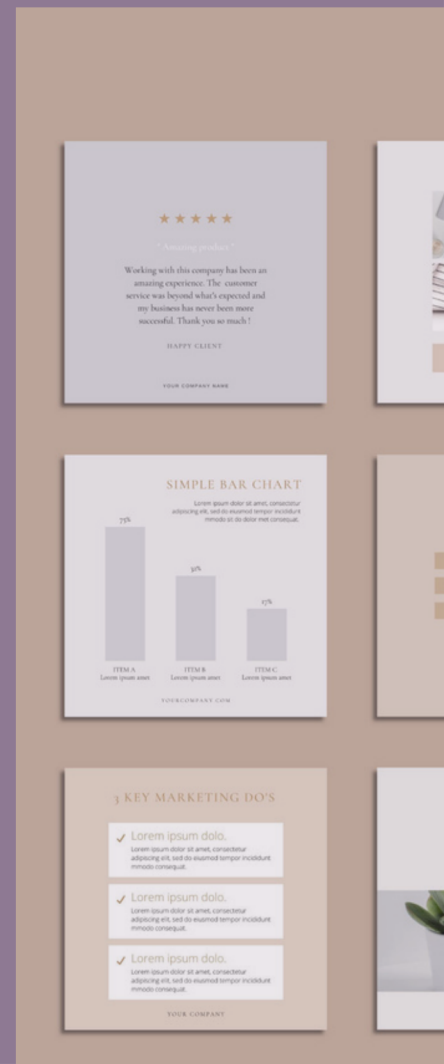 ★★★★★
"Amazing product"
Working with this company has been an
amazing experience. The customer
service was beyond what's expected and
my business has never been more
successful. Thank you so much !
HAPPY CLIENT
YOUR COMPANY NAME
SIMPLE BAR CHART
Lorem ipsum dolor sit amet, consectetur
adipiscing elit, sed do eiusmod tempor incididunt
mmodo ut do dolor met consequat.
ITEM A
Lorem ipsum amet
ITEM B
Lorem ipsum amet
ITEM C
Lorem ipsum amet
YOURCOMPANY.COM
3 KEY MARKETING DO'S
Lorem ipsum dolo.
Lorem ipsum dolor sit amet, consectetur
adipiscing elit, sed do eiusmod tempor incididunt
mmodo consequat.
Lorem ipsum dolo.
Lorem ipsum dolor sit amet, consectetur
adipiscing elit, sed do eiusmod tempor incididunt
mmodo consequat.
Lorem ipsum dolo.
Lorem ipsum dolor sit amet, consectetur
adipiscing elit, sed do eiusmod tempor incididunt
mmodo consequat.
YOUR COMPANY